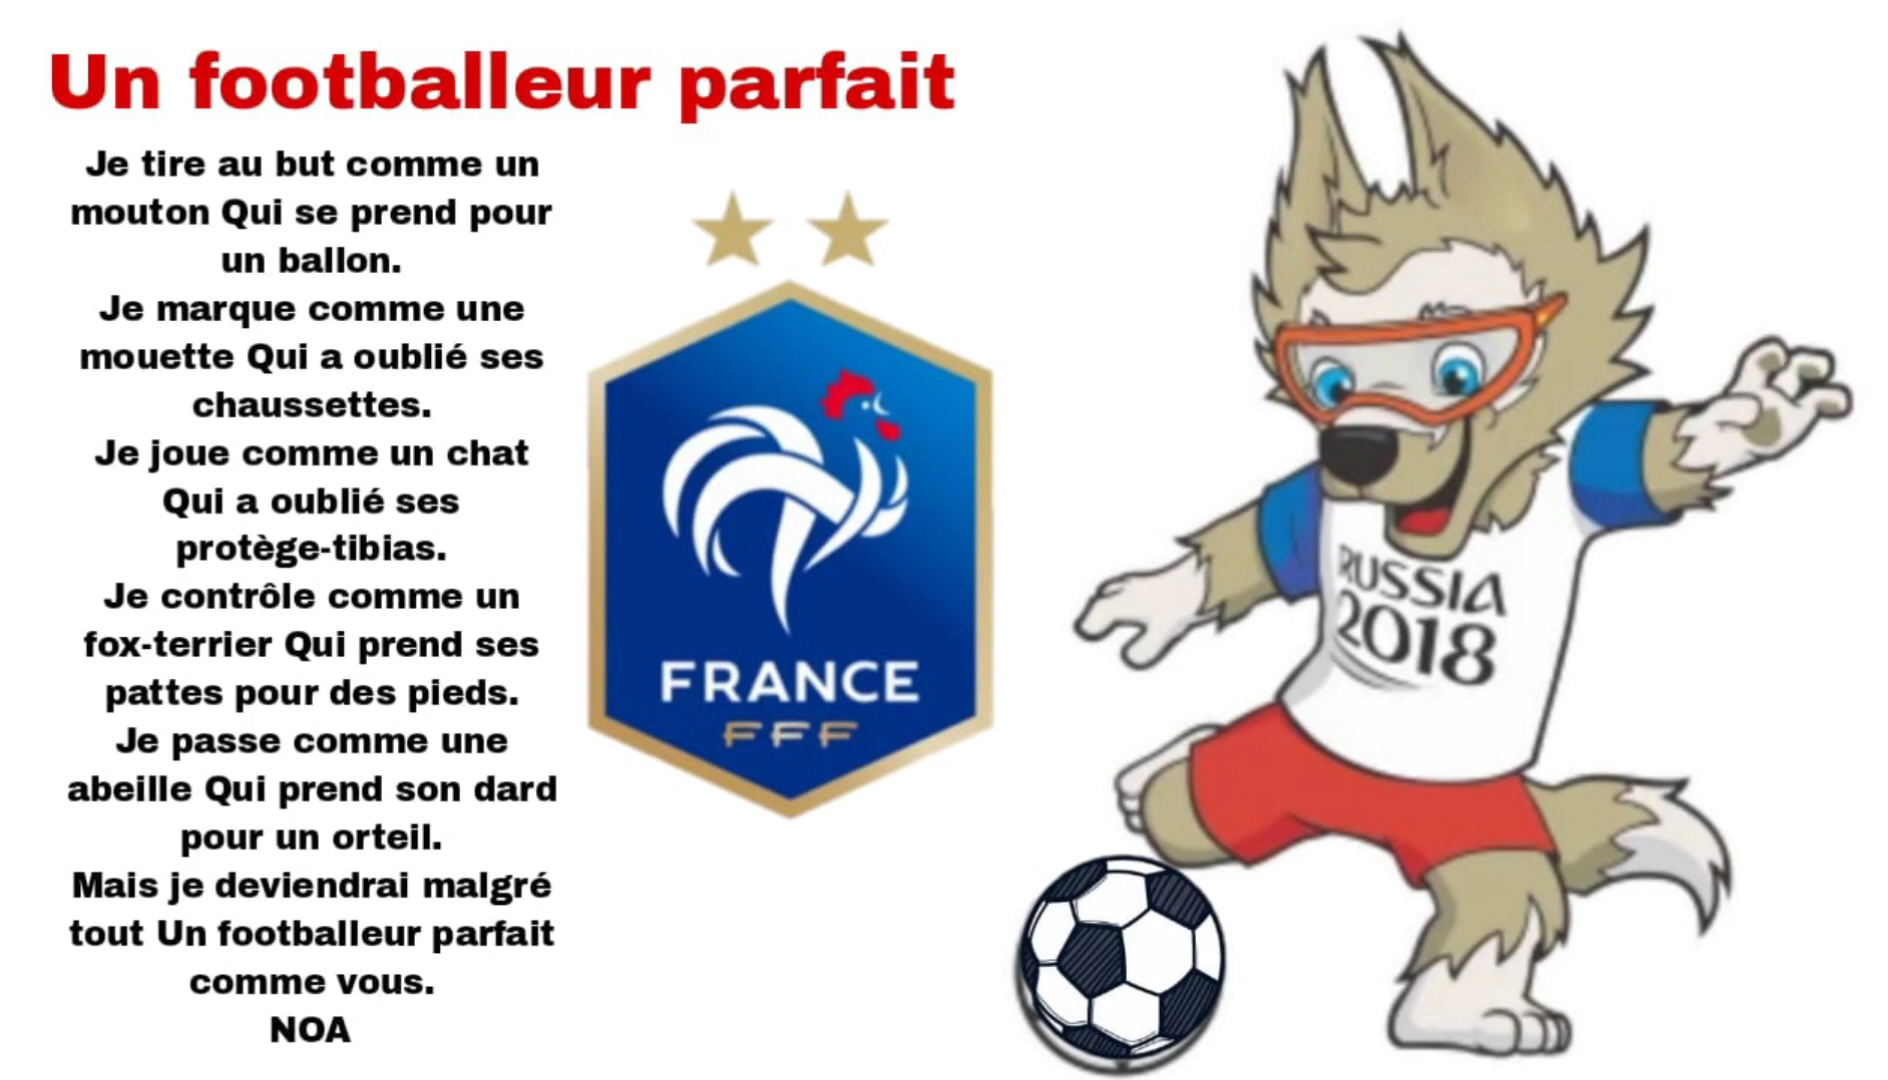 Un footballeur parfait
Je tire au but comme un
mouton Qui se prend pour
un ballon.
Je marque comme une
mouette Qui a oublié ses
chaussettes.
Je joue comme un chat
Qui a oublié ses
protège-tibias.
Je contrôle comme un
fox-terrier Qui prend ses
pattes pour des pieds.
Je passe comme une
abeille Qui prend son dard
pour un orteil.
Mais je deviendrai malgré
tout Un footballeur parfait
comme vous.
NOA
FRANCE
FFF
RUSSIA
2018